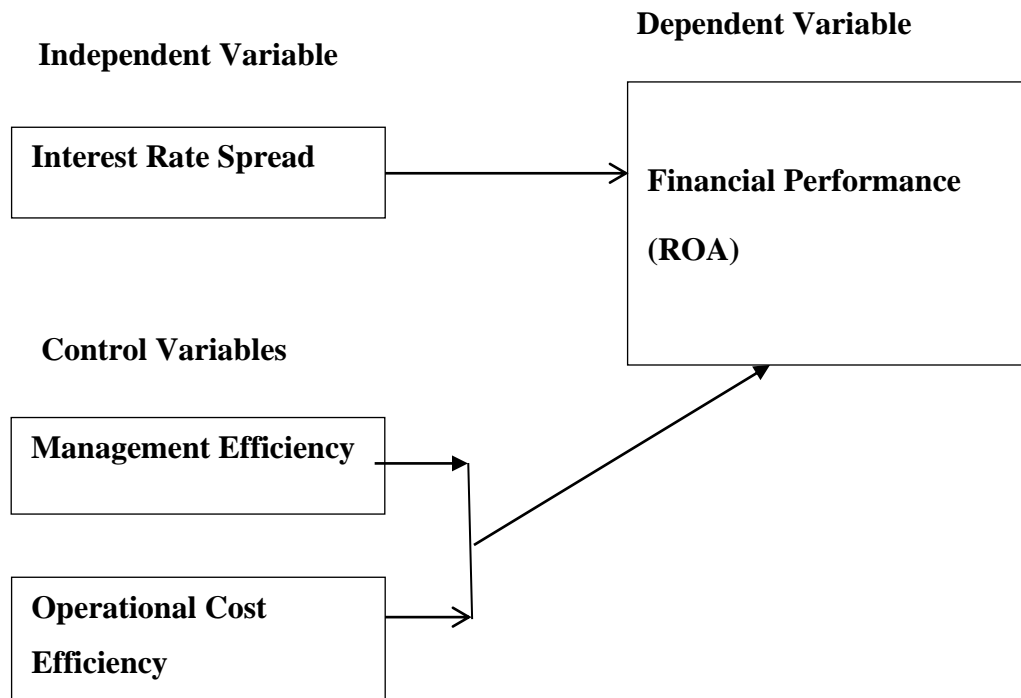 Dependent Variable
Independent Variable
Interest Rate Spread
Financial Performance
(ROA)
Control Variables
Management Efficiency
Operational Cost
Efficiency